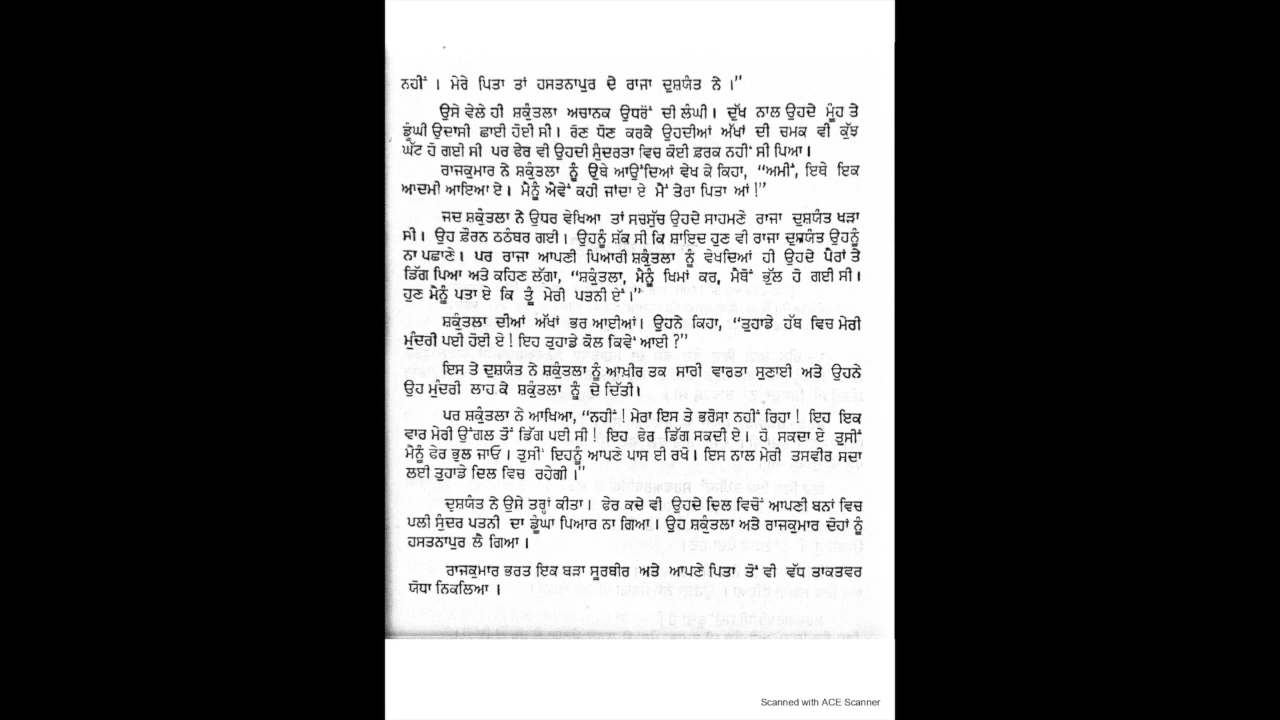 ਨਹੀਂ । ਮੇਰੇ ਪਿਤਾ ਤਾਂ ਹਸਤਨਾਪੁਰ ਦੇ ਰਾਜਾ ਦੁਸ਼ਯੰਤ ਨੇ ।”
ਉਸੇ ਵੇਲੇ ਹੀ ਸ਼ਕੁੰਤਲਾ ਅਚਾਨਕ ਉਧਰੋਂ ਦੀ ਲੰਘੀ। ਦੁੱਖ ਨਾਲ ਉਹਦੇ ਮੂੰਹ ਤੇ
ਡੂੰਘੀ ਉਦਾਸੀ ਛਾਈ ਹੋਈ ਸੀ। ਰੋਣ ਧੋਣ ਕਰਕੇ ਉਹਦੀਆਂ ਅੱਖਾਂ ਦੀ ਚਮਕ ਵੀ ਕੁੱਝ
ਘੱਟ ਹੋ ਗਈ ਸੀ ਪਰ ਫੇਰ ਵੀ ਉਹਦੀ ਸੁੰਦਰਤਾ ਵਿਚ ਕੋਈ ਫ਼ਰਕ ਨਹੀਂ ਸੀ ਪਿਆ।
ਰਾਜਕੁਮਾਰ ਨੇ ਸ਼ਕੁੰਤਲਾ ਨੂੰ ਉਥੇ ਆਉਂਦਿਆਂ ਵੇਖ ਕੇ ਕਿਹਾ, “ਅਮੀਂ, ਇਥੇ ਇਕ
ਆਦਮੀ ਆਇਆ ਏ। ਮੈਨੂੰ ਐਵੇਂ ਕਹੀ ਜਾਂਦਾ ਏ ਮੈਂ ਤੇਰਾ ਪਿਤਾ ਆਂ !”
ਜਦ ਸ਼ਕੁੰਤਲਾ ਨੇ ਉਧਰ ਵੇਖਿਆ ਤਾਂ ਸਚਸੁੱਚ ਉਹਦੇ ਸਾਹਮਣੇ ਰਾਜਾ ਦੁਸ਼ਯੰਤ ਖੜਾ
ਸੀ। ਉਹ ਫ਼ੌਰਨ ਠਠੰਬਰ ਗਈ। ਉਹਨੂੰ ਸ਼ੱਕ ਸੀ ਕਿ ਸ਼ਾਇਦ ਹੁਣ ਵੀ ਰਾਜਾ ਦੁਸ਼ਯੰਤ ਉਹਨੂੰ
ਨਾ ਪਛਾਣੇ। ਪਰ ਰਾਜਾ ਆਪਣੀ ਪਿਆਰੀ ਸ਼ਕੁੰਤਲਾ ਨੂੰ ਵੇਖਦਿਆਂ ਹੀ ਉਹਦੇ ਪੈਰਾਂ ਤੇ
ਡਿੱਗ ਪਿਆ ਅਤੇ ਕਹਿਣ ਲੱਗਾ, “ਸ਼ਕੁੰਤਲਾ, ਮੈਨੂੰ ਖਿਮਾਂ ਕਰ, ਮੈਥੋਂ ਭੁੱਲ ਹੋ ਗਈ ਸੀ।
ਹੁਣ ਮੈਨੂੰ ਪਤਾ ਏ ਕਿ ਤੂੰ ਮੇਰੀ ਪਤਨੀ ਏਂ।”
ਸ਼ਕੁੰਤਲਾ ਦੀਆਂ ਅੱਖਾਂ ਭਰ ਆਈਆਂ। ਉਹਨੇ ਕਿਹਾ, “ਤੁਹਾਡੇ ਹੱਥ ਵਿਚ ਮੇਰੀ
ਮੁੰਦਰੀ ਪਈ ਹੋਈ ਏ ! ਇਹ ਤੁਹਾਡੇ ਕੋਲ ਕਿਵੇਂ ਆਈ ?”
ਇਸ ਤੇ ਦੁਸ਼ਯੰਤ ਨੇ ਸ਼ਕੁੰਤਲਾ ਨੂੰ ਆਖ਼ੀਰ ਤਕ ਸਾਰੀ ਵਾਰਤਾ ਸੁਣਾਈ ਅਤੇ ਉਹਨੇ
ਉਹ ਮੁੰਦਰੀ ਲਾਹ ਕੇ ਸ਼ਕੁੰਤਲਾ ਨੂੰ ਦੇ ਦਿੱਤੀ।
ਪਰ ਸ਼ਕੁੰਤਲਾ ਨੇ ਆਖਿਆ, “ਨਹੀਂ ! ਮੇਰਾ ਇਸ ਤੇ ਭਰੋਸਾ ਨਹੀਂ ਰਿਹਾ ! ਇਹ ਇਕ
ਵਾਰ ਮੇਰੀ ਉਂਗਲ ਤੋਂ ਡਿੱਗ ਪਈ ਸੀ ! ਇਹ ਫੇਰ ਡਿੱਗ ਸਕਦੀ ਏ। ਹੋ ਸਕਦਾ ਏ ਤੁਸੀਂ
ਮੈਨੂੰ ਫੇਰ ਭੁਲ ਜਾਓ। ਤੁਸੀਂ ਇਹਨੂੰ ਆਪਣੇ ਪਾਸ ਈ ਰਖੋ। ਇਸ ਨਾਲ ਮੇਰੀ ਤਸਵੀਰ ਸਦਾ
ਲਈ ਤੁਹਾਡੇ ਦਿਲ ਵਿਚ ਰਹੇਗੀ।”
ਦੁਸ਼ਯੰਤ ਨੇ ਉਸੇ ਤਰ੍ਹਾਂ ਕੀਤਾ। ਫੇਰ ਕਦੇ ਵੀ ਉਹਦੇ ਦਿਲ ਵਿਚੋਂ ਆਪਣੀ ਬਨਾਂ ਵਿਚ
ਪਲੀ ਸੁੰਦਰ ਪਤਨੀ ਦਾ ਡੂੰਘਾ ਪਿਆਰ ਨਾ ਗਿਆ। ਉਹ ਸ਼ਕੁੰਤਲਾ ਅਤੇ ਰਾਜਕੁਮਾਰ ਦੋਹਾਂ ਨੂੰ
ਹਸਤਨਾਪੁਰ ਲੈ ਗਿਆ।
ਰਾਜਕੁਮਾਰ ਭਰਤ ਇਕ ਬੜਾ ਸੂਰਬੀਰ ਅਤੇ ਆਪਣੇ ਪਿਤਾ ਤੋਂ ਵੀ ਵੱਧ ਤਾਕਤਵਰ
ਯੋਧਾ ਨਿਕਲਿਆ ।
Scanned with ACE Scanner